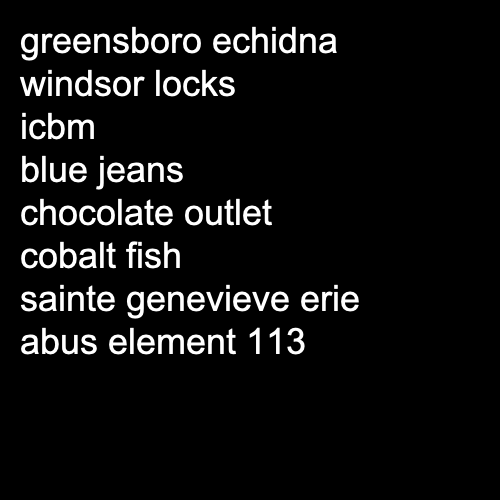 greensboro echidna
windsor locks
icbm
blue jeans
chocolate outlet
cobalt fish
sainte genevieve erie
abus element 113